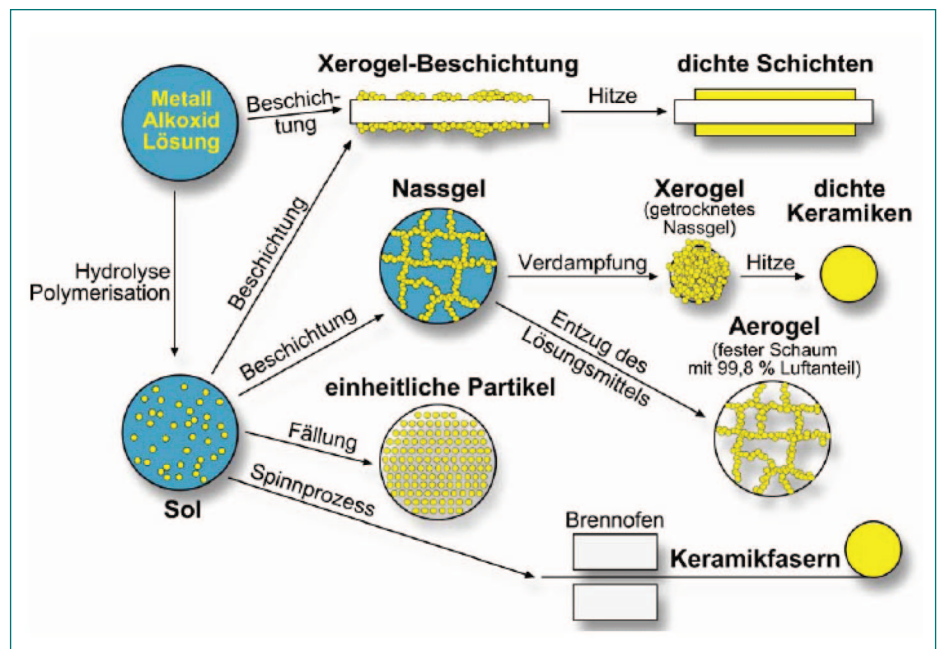 Xerogel-Beschichtung
dichte Schichten
Metall
Alkoxid
Lösung
Beschich-
tung
Hitze
Nassgel
Xerogel
(getrocknetes
Nassgel)
dichte
Keramiken
Hydrolyse
Polymerisation
Beschichtung
Verdampfung
Hitze
Beschichtung
Entzug des
Lösungsmittels
Aerogel
(fester Schaum
mit 99,8 % Luftanteil)
einheitliche Partikel
Fällung
Sol
Spinnprozess
Brennofen
Keramikfasern